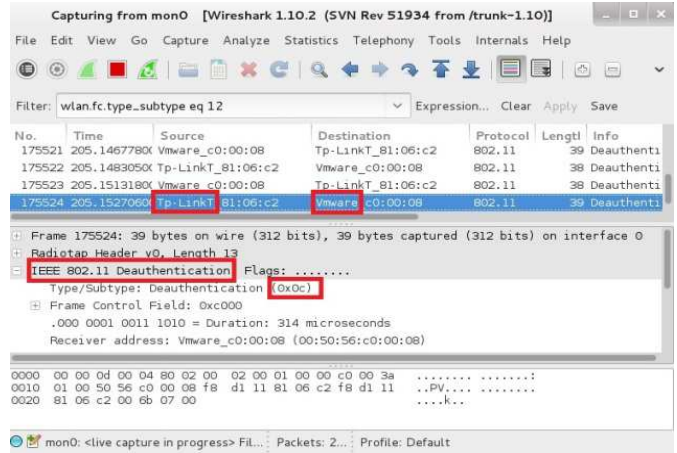 Capturing from mon0 [Wireshark 1.10.2 (SVN Rev 51934 from /trunk-1.10)]
File Edit View Go Capture Analyze Statistics Telephony Tools Internals Help
Filter: wlan.fc.type_subtype eq 12 Expression... Clear Apply Save
No. Time Source Destination Protocol Lengtl Info
175521 205.1467780( Vmware_c0:00:08 Tp-LinkT_81:06:c2 802.11 39 Deauthenti
175522 205.1483050( Tp-LinkT_81:06:c2 Vmware_c0:00:08 802.11 38 Deauthenti
175523 205.1513180( Vmware_c0:00:08 Tp-LinkT_81:06:c2 802.11 38 Deauthenti
175524 205.1527060( Tp-LinkT_81:06:c2 Vmware_c0:00:08 802.11 39 Deauthenti
Frame 175524: 39 bytes on wire (312 bits), 39 bytes captured (312 bits) on interface 0
Radiotap Header v0, Length 13
IEEE 802.11 Deauthentication, Flags: ........
Type/Subtype: Deauthentication (0x0c)
Frame Control Field: 0xc000
.000 0001 0011 1010 = Duration: 314 microseconds
Receiver address: Vmware_c0:00:08 (00:50:56:c0:00:08)
0000 00 00 0d 00 04 80 02 00 02 00 01 00 00 c0 00 3a ........ .......:
0010 01 00 50 56 c0 00 08 f8 d1 11 81 06 c2 f8 d1 11 ..PV.... ........
0020 81 06 c2 00 6b 07 00 ....k..
mon0: <live capture in progress> Fil... Packets: 2... Profile: Default